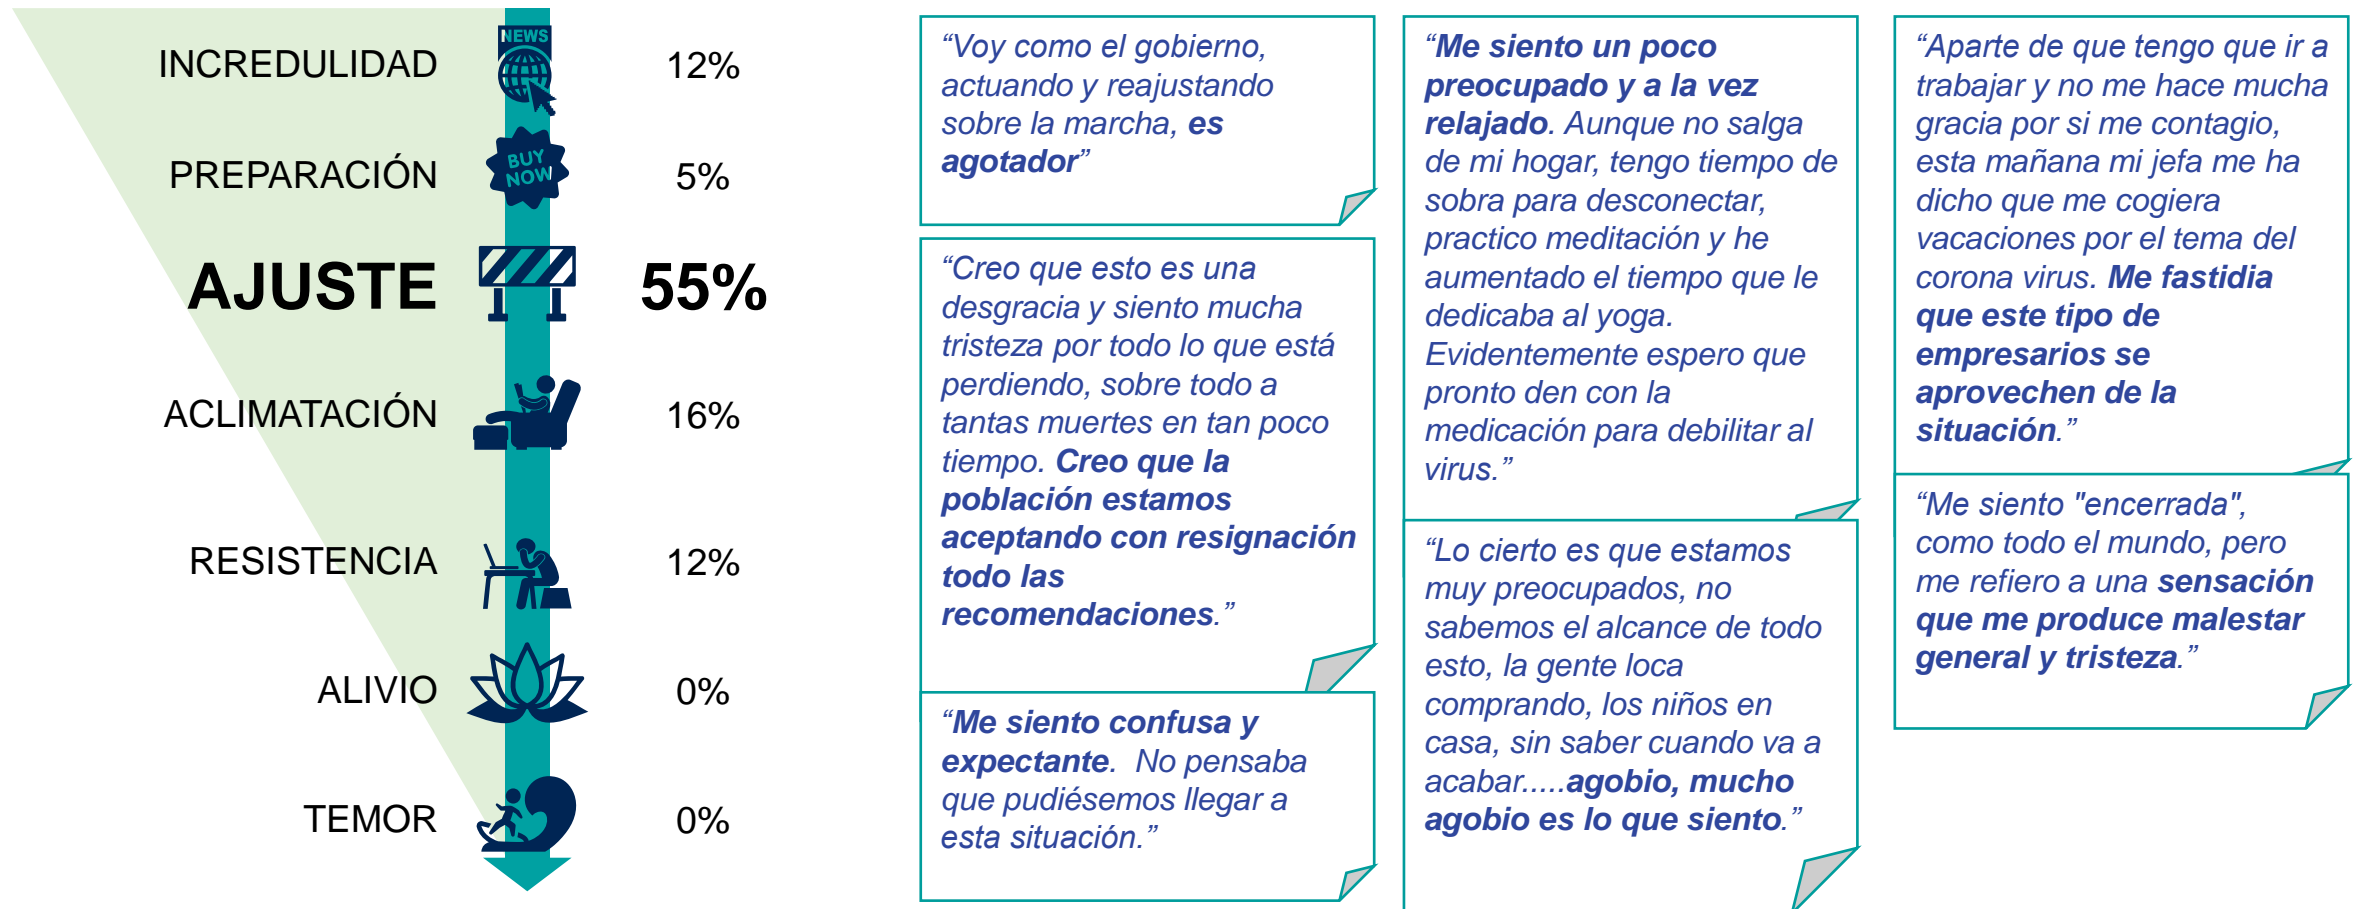 INCREDULIDAD
NEWS
12%
PREPARACIÓN
BUY
NOW
5%
AJUSTE
55%
ACLIMATACIÓN
16%
RESISTENCIA
12%
ALIVIO
0%
TEMOR
0%
“Voy como el gobierno,
actuando y reajustando
sobre la marcha, es
agotador”
“Creo que esto es una
desgracia y siento mucha
tristeza por todo lo que está
perdiendo, sobre todo a
tantas muertes en tan poco
tiempo. Creo que la
población estamos
aceptando con resignación
todo las
recomendaciones.”
“Me siento confusa y
expectante.  No pensaba
que pudiésemos llegar a
esta situación.”
“Me siento un poco
preocupado y a la vez
relajado. Aunque no salga
de mi hogar, tengo tiempo de
sobra para desconectar,
practico meditación y he
aumentado el tiempo que le
dedicaba al yoga.
Evidentemente espero que
pronto den con la
medicación para debilitar al
virus.”
“Lo cierto es que estamos
muy preocupados, no
sabemos el alcance de todo
esto, la gente loca
comprando, los niños en
casa, sin saber cuando va a
acabar.....agobio, mucho
agobio es lo que siento.”
“Aparte de que tengo que ir a
trabajar y no me hace mucha
gracia por si me contagio,
esta mañana mi jefa me ha
dicho que me cogiera
vacaciones por el tema del
corona virus. Me fastidia
que este tipo de
empresarios se
aprovechen de la
situación.”
“Me siento "encerrada",
como todo el mundo, pero
me refiero a una sensación
que me produce malestar
general y tristeza.”